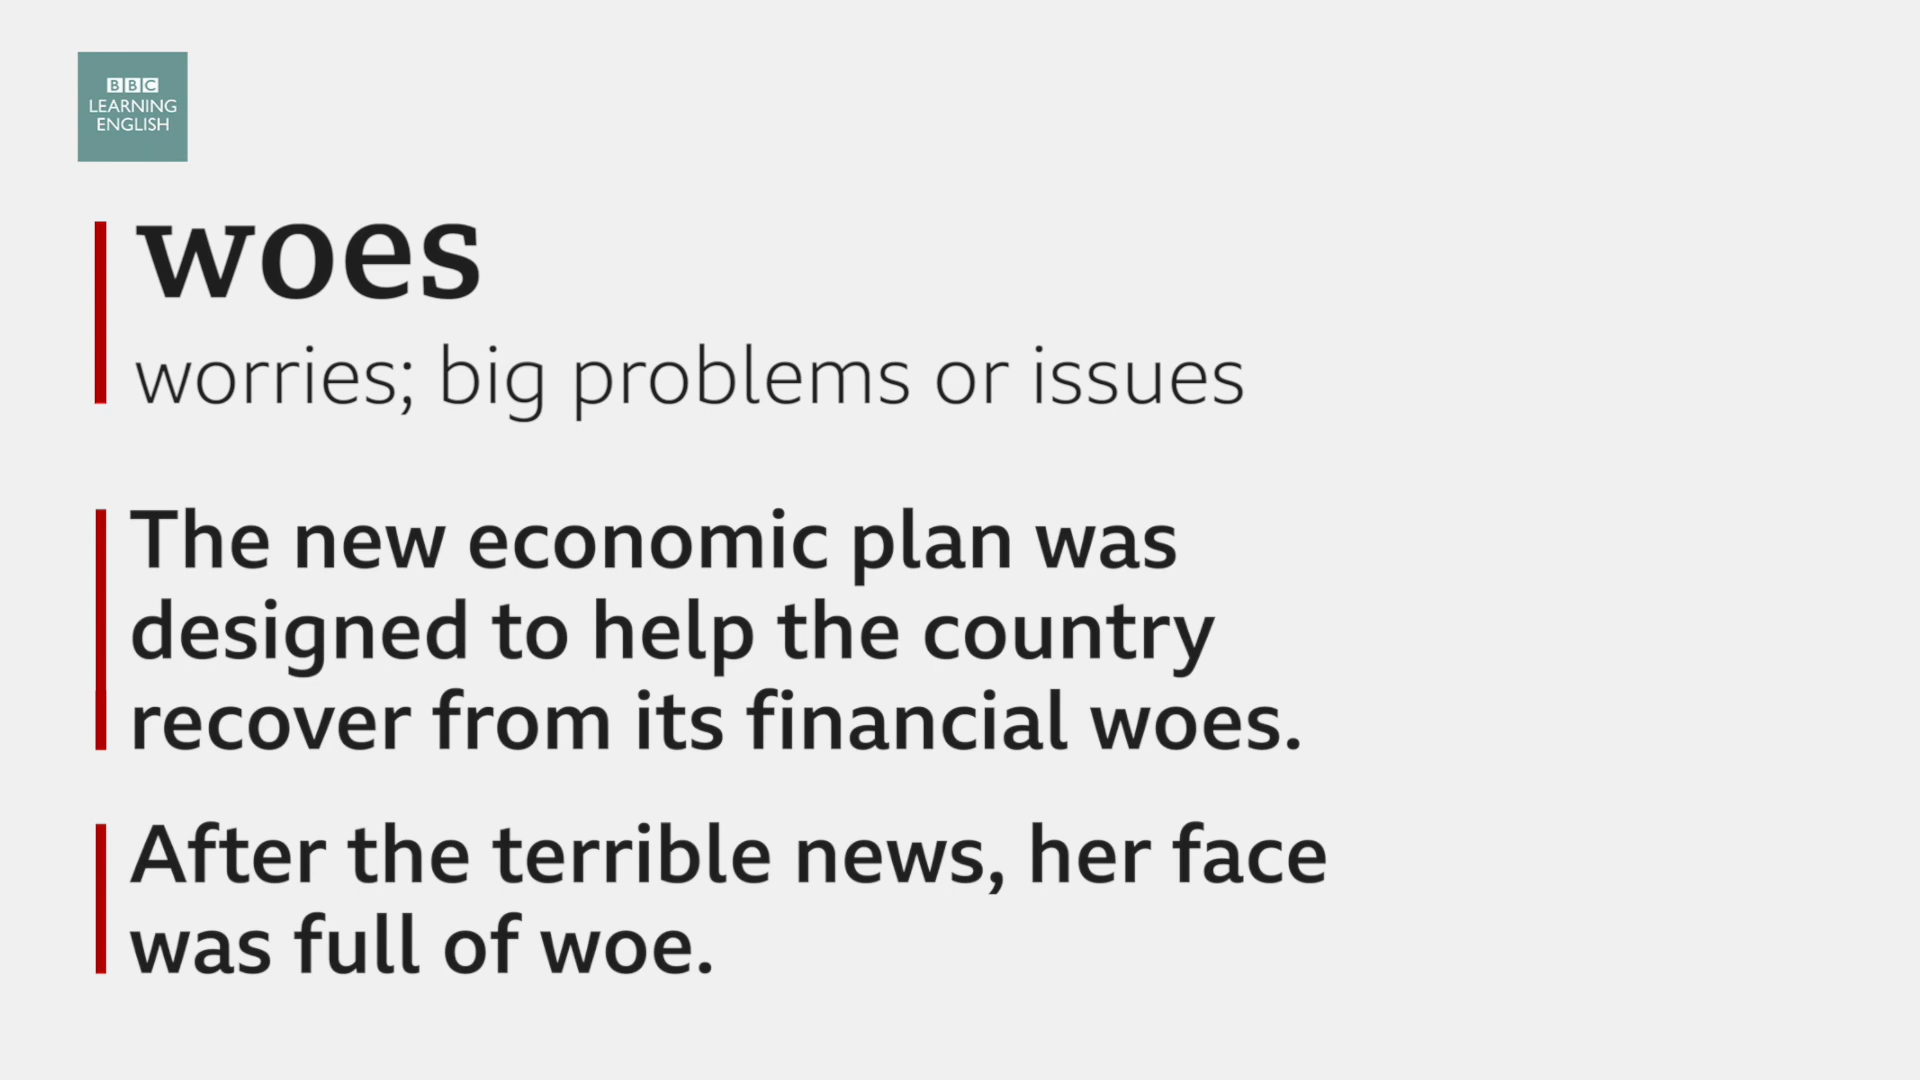 BBC
LEARNING
ENGLISH
woes
worries; big problems or issues
The new economic plan was
designed to help the country
recover from its financial woes.
After the terrible news, her face
was full of woe.